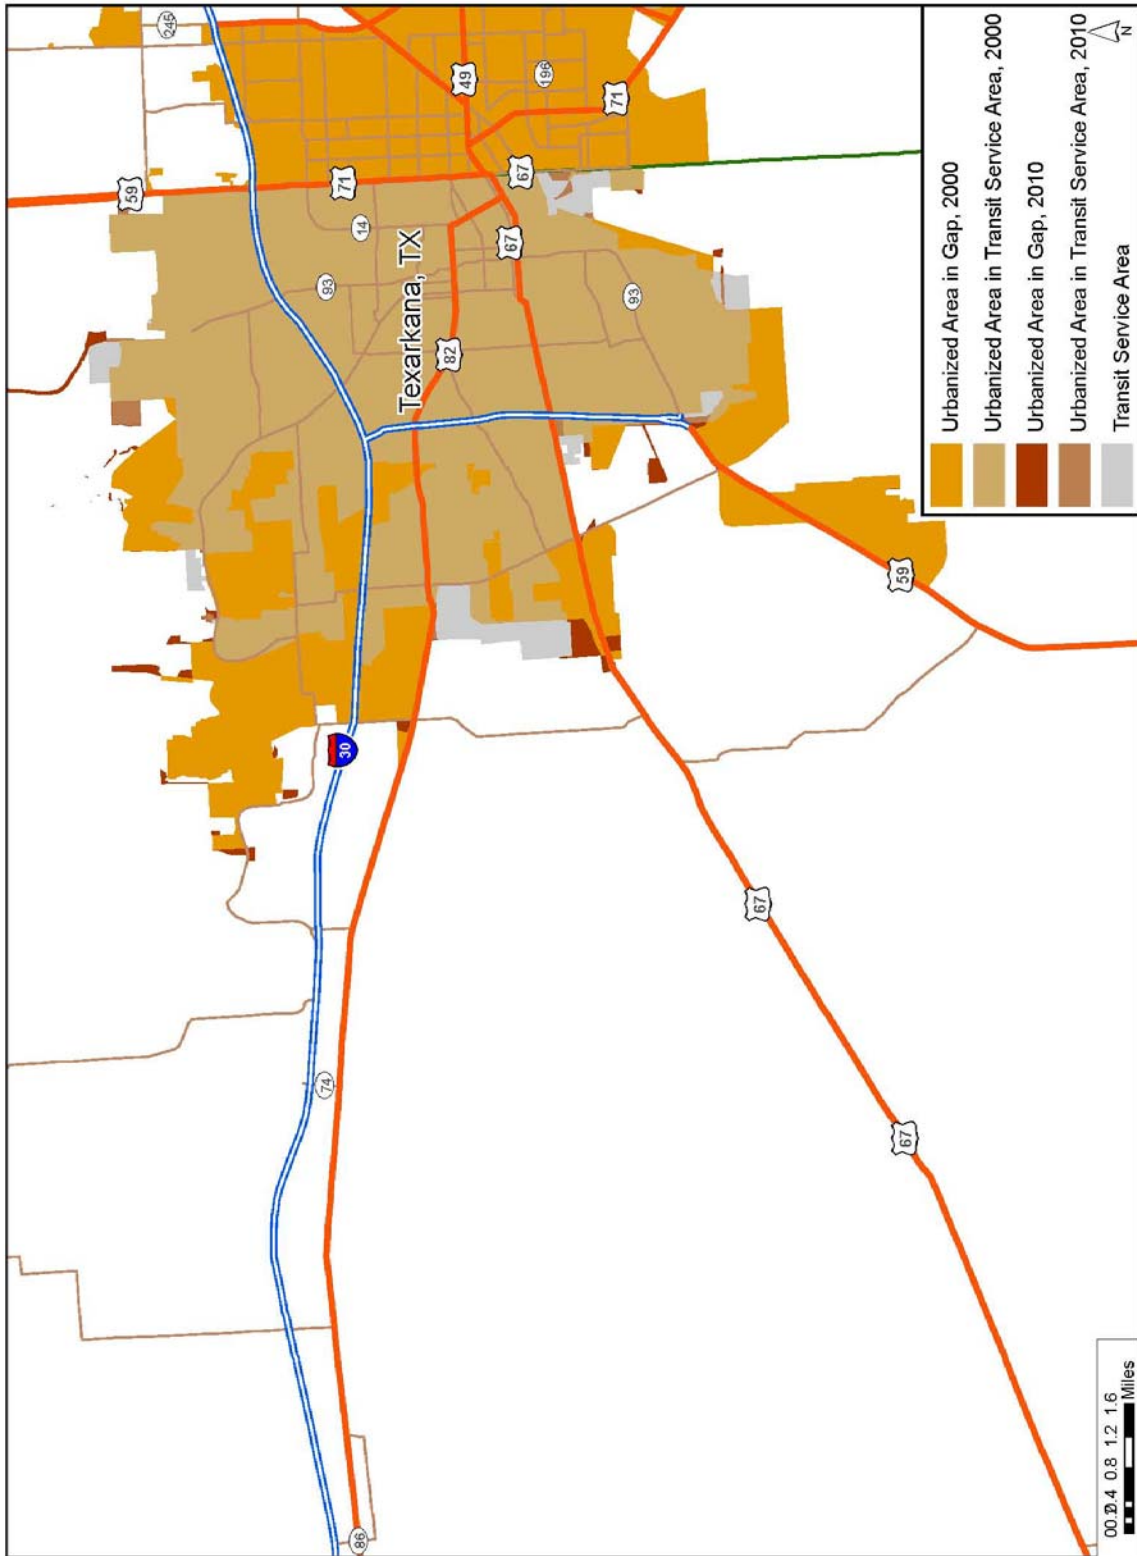 245
59
71
49
196
71
67
14
67
93
93
Texarkana, TX
82
30
59
67
74
67
86
Urbanized Area in Gap, 2000
Urbanized Area in Transit Service Area, 2000
Urbanized Area in Gap, 2010
Urbanized Area in Transit Service Area, 2010
Transit Service Area
N
0.8 1.2 1.6
Miles